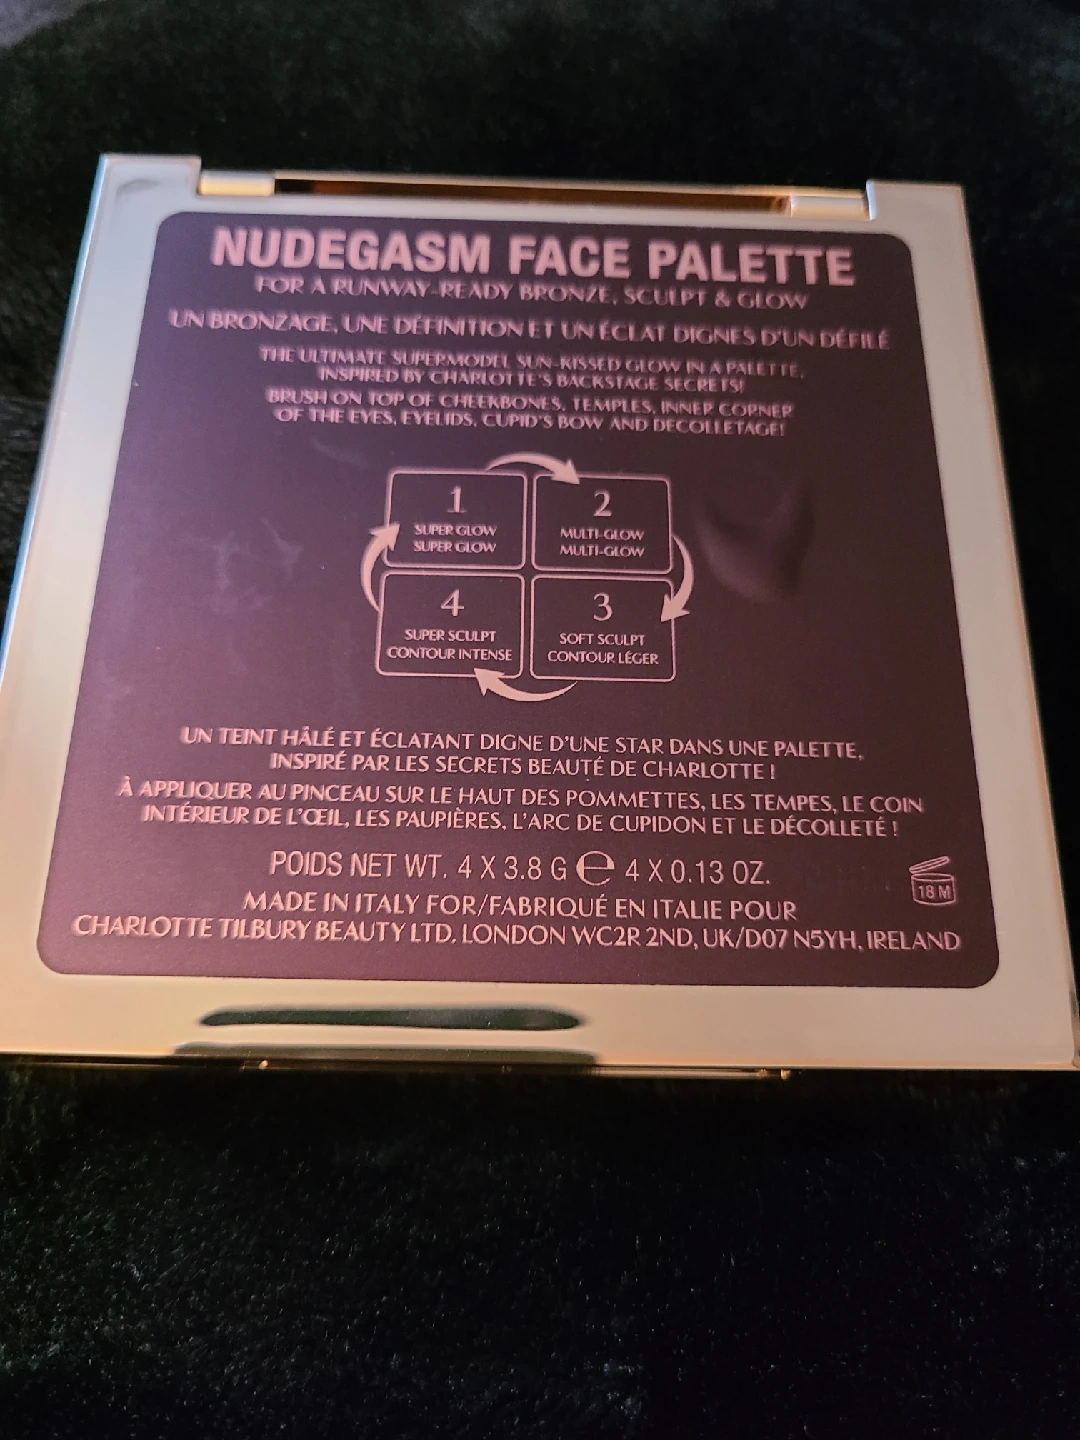 NUDEGASM FACE PALETTE
FOR A RUNWAY-READY BRONZE, SCULPT & GLOW
UN BRONZAGE, UNE DÉFINITION ET UN ÉCLAT DIGNES D'UN DÉFILÉ
THE ULTIMATE SUPERMODEL SUN-KISSED GLOW IN A PALETTE,
INSPIRED BY CHARLOTTE'S BACKSTAGE SECRETS!
BRUSH ON TOP OF CHEEKBONES, TEMPLES, INNER CORNER
OF THE EYES, EYELIDS, CUPID'S BOW AND DECOLLETAGE!
1
SUPER GLOW
SUPER GLOW
2
MULTI-GLOW
MULTI-GLOW
4
SUPER SCULPT
CONTOUR INTENSE
3
SOFT SCULPT
CONTOUR LÉGER
UN TEINT HÂLÉ ET ÉCLATANT DIGNE D'UNE STAR DANS UNE PALETTE,
INSPIRÉ PAR LES SECRETS BEAUTÉ DE CHARLOTTE !
À APPLIQUER AU PINCEAU SUR LE HAUT DES POMMETTES, LES TEMPES, LE COIN
INTÉRIEUR DE L'ŒIL, LES PAUPIÈRES, L'ARC DE CUPIDON ET LE DÉCOLLETÉ !
POIDS NET WT. 4 X 3.8 G ℮ 4 X 0.13 OZ.
18 M
MADE IN ITALY FOR/FABRIQUÉ EN ITALIE POUR
CHARLOTTE TILBURY BEAUTY LTD. LONDON WC2R 2ND, UK/D07 N5YH, IRELAND